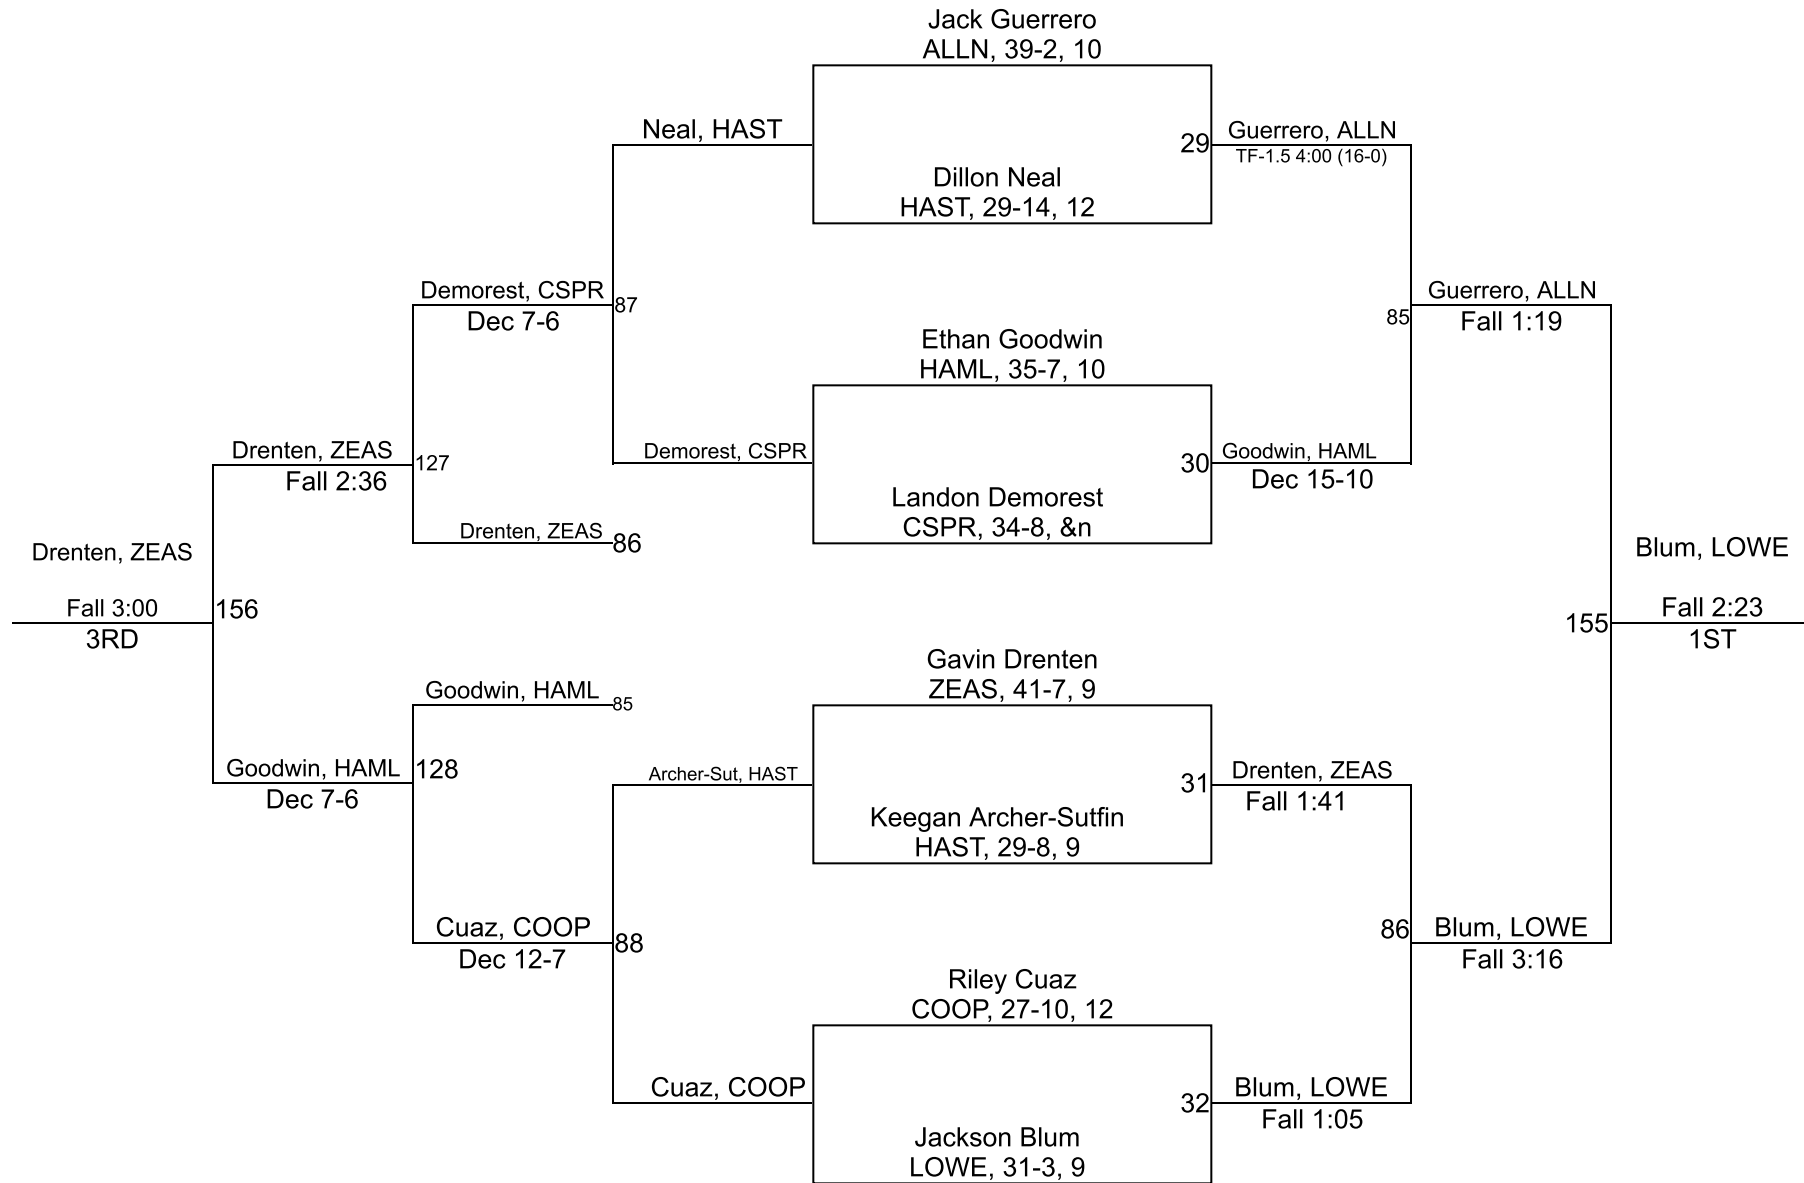 Jack Guerrero
ALLN, 39-2, 10
Neal, HAST
29
Guerrero, ALLN
TF-1.5 4:00 (16-0)
Dillon Neal
HAST, 29-14, 12
Demorest, CSPR
87
Dec 7-6
Guerrero, ALLN
85
Fall 1:19
Ethan Goodwin
HAML, 35-7, 10
Drenten, ZEAS
127
Fall 2:36
Demorest, CSPR
30
Goodwin, HAML
Dec 15-10
Landon Demorest
CSPR, 34-8, &n
Drenten, ZEAS
86
Drenten, ZEAS
Fall 3:00
156
3RD
Blum, LOWE
155
Fall 2:23
1ST
Gavin Drenten
ZEAS, 41-7, 9
Goodwin, HAML
85
Goodwin, HAML
128
Dec 7-6
Archer-Sut, HAST
31
Drenten, ZEAS
Fall 1:41
Keegan Archer-Sutfin
HAST, 29-8, 9
Cuaz, COOP
88
Dec 12-7
86
Blum, LOWE
Fall 3:16
Riley Cuaz
COOP, 27-10, 12
Cuaz, COOP
32
Blum, LOWE
Fall 1:05
Jackson Blum
LOWE, 31-3, 9